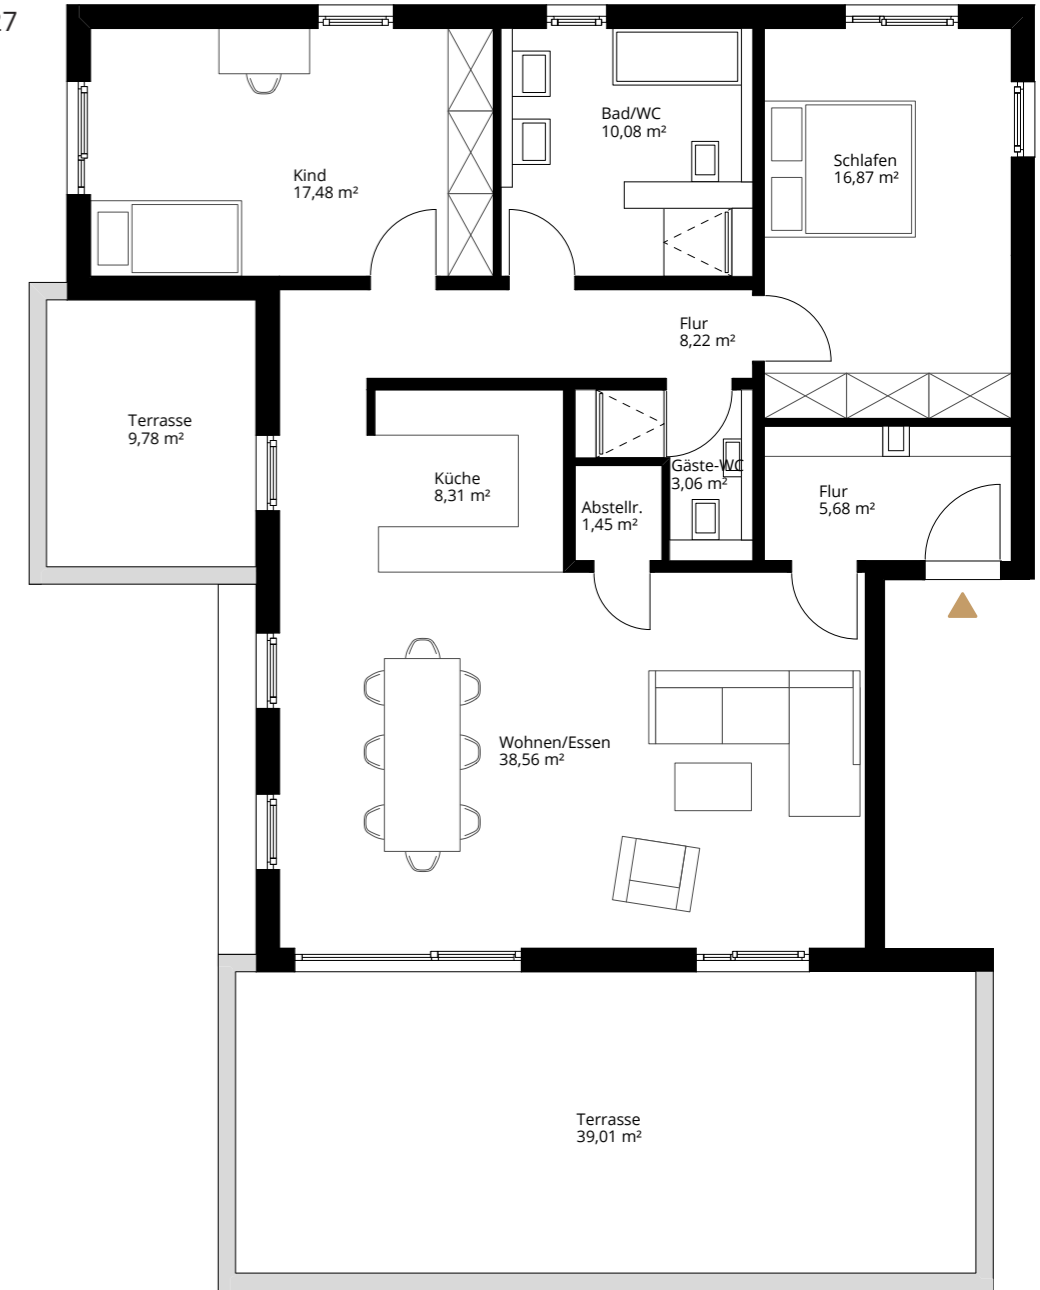 27
Kind
17,48 m²
Bad/WC
10,08 m²
Schlafen
16,87 m²
Flur
8,22 m²
Terrasse
9,78 m²
Küche
8,31 m²
Abstellr.
1,45 m²
Gäste-WC
3,06 m²
Flur
5,68 m²
Wohnen/Essen
38,56 m²
Terrasse
39,01 m²